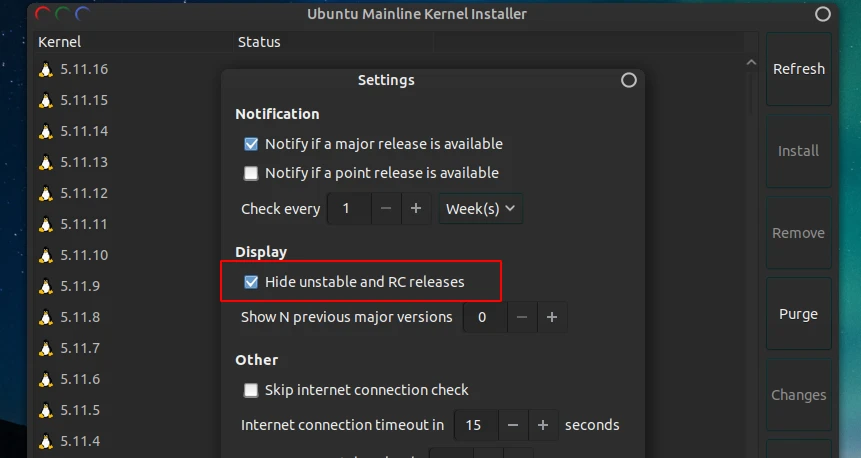 Ubuntu Mainline Kernel Installer
Kernel Status
5.11.16
5.11.15
5.11.14
5.11.13
5.11.12
5.11.11
5.11.10
5.11.9
5.11.8
5.11.7
5.11.6
5.11.5
5.11.4
Settings
Notification
Notify if a major release is available
Notify if a point release is available
Check every 1 − + Week(s)
Display
Hide unstable and RC releases
Show N previous major versions 0 − +
Other
Skip internet connection check
Internet connection timeout in 15 − + seconds
Refresh
Install
Remove
Purge
Changes